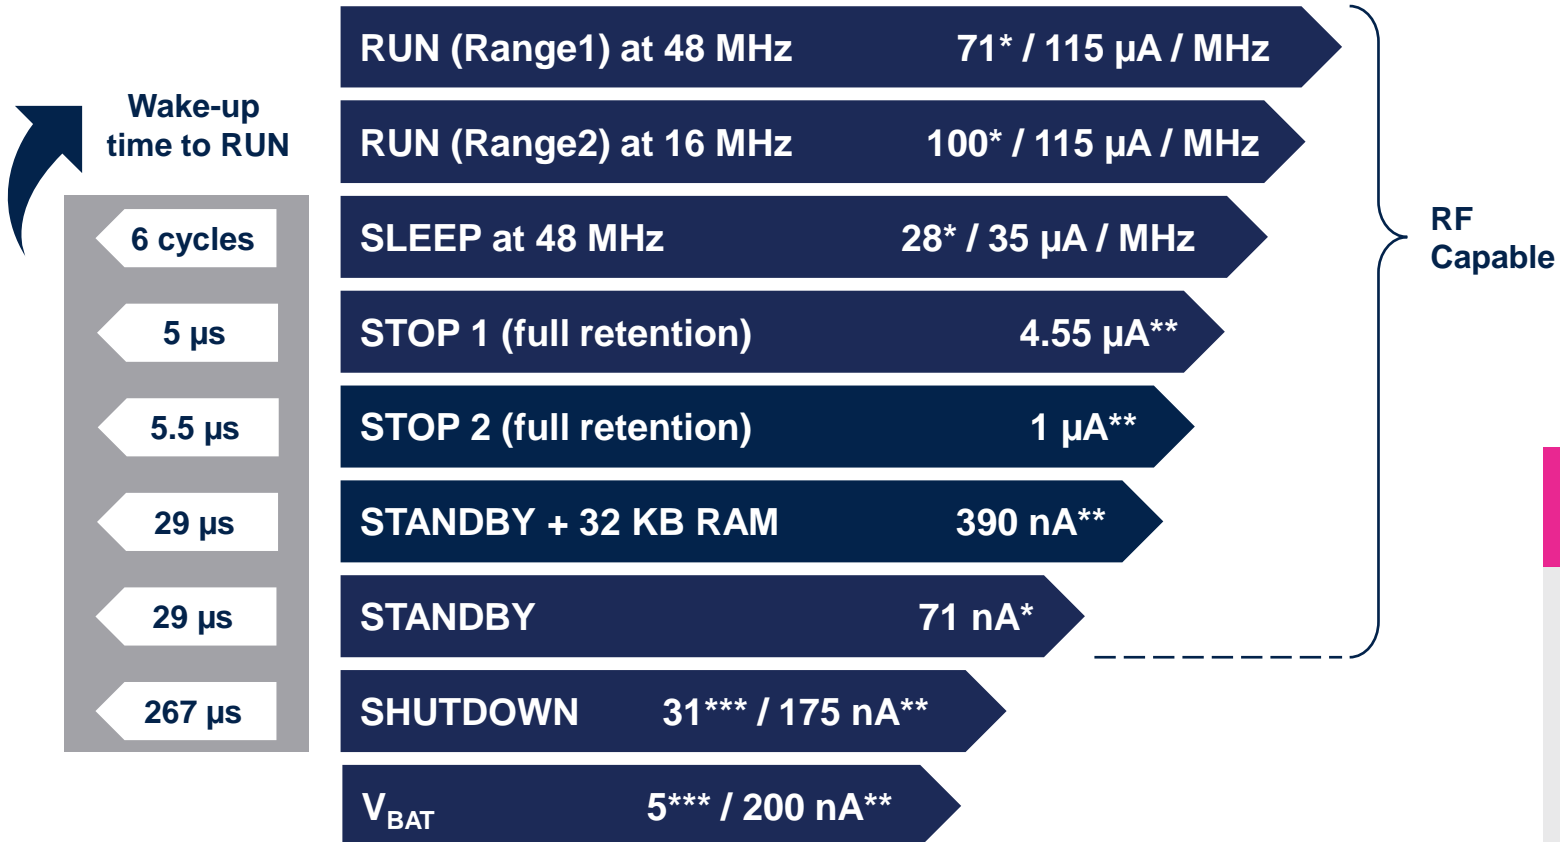 RUN (Range1) at 48 MHz 71* / 115 µA / MHz
Wake-up
time to RUN
RUN (Range2) at 16 MHz 100* / 115 µA / MHz
6 cycles SLEEP at 48 MHz 28* / 35 µA / MHz
RF
Capable
5 µs STOP 1 (full retention) 4.55 µA**
5.5 µs STOP 2 (full retention) 1 µA**
29 µs STANDBY + 32 KB RAM 390 nA**
29 µs STANDBY 71 nA*
267 µs SHUTDOWN 31*** / 175 nA**
VBAT 5*** / 200 nA**